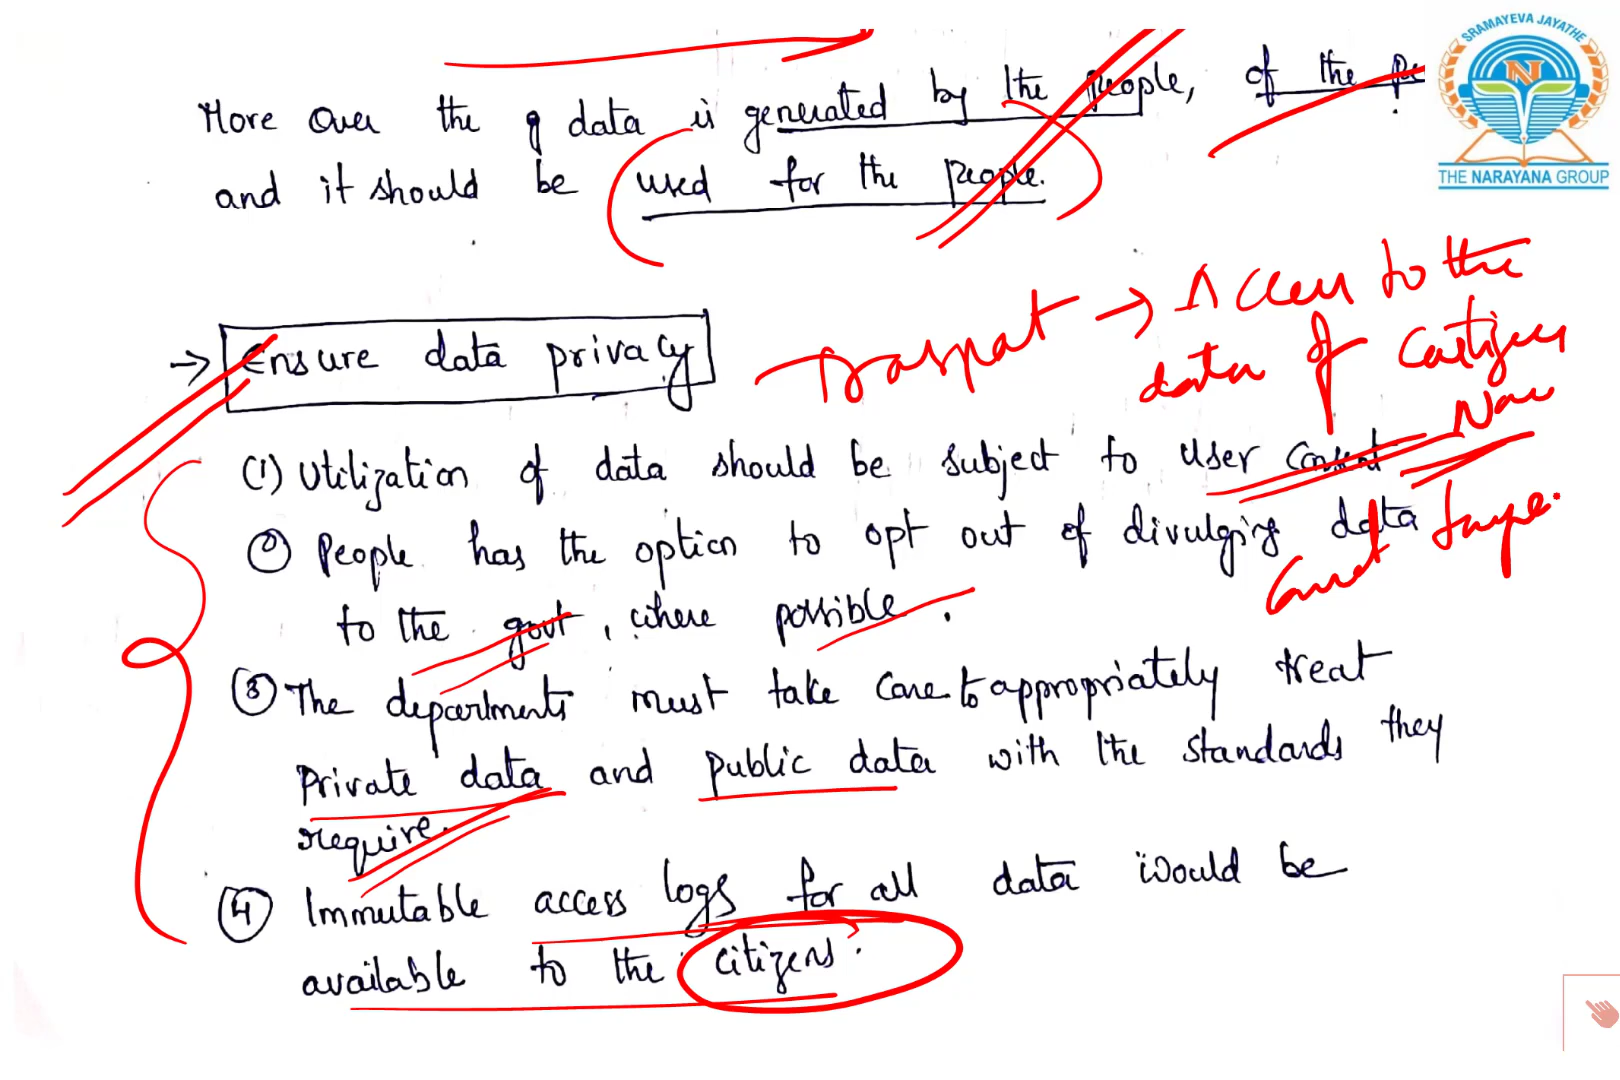 SRAMAYEVA JAYATHE
N
THE NARAYANA GROUP
More Over the g data is generated by the people, of the pe
and it should be used for the people.
→ Access to the
data of
→ Ensure data privacy
(1) Utilization of data should be subject to user consent
② People has the option to opt out of divulging data
to the govt, where possible.
③ The departments must take care to appropriately treat
private data and public data with the standards they
require.
④ Immutable access logs for all data would be
available to the citizens.